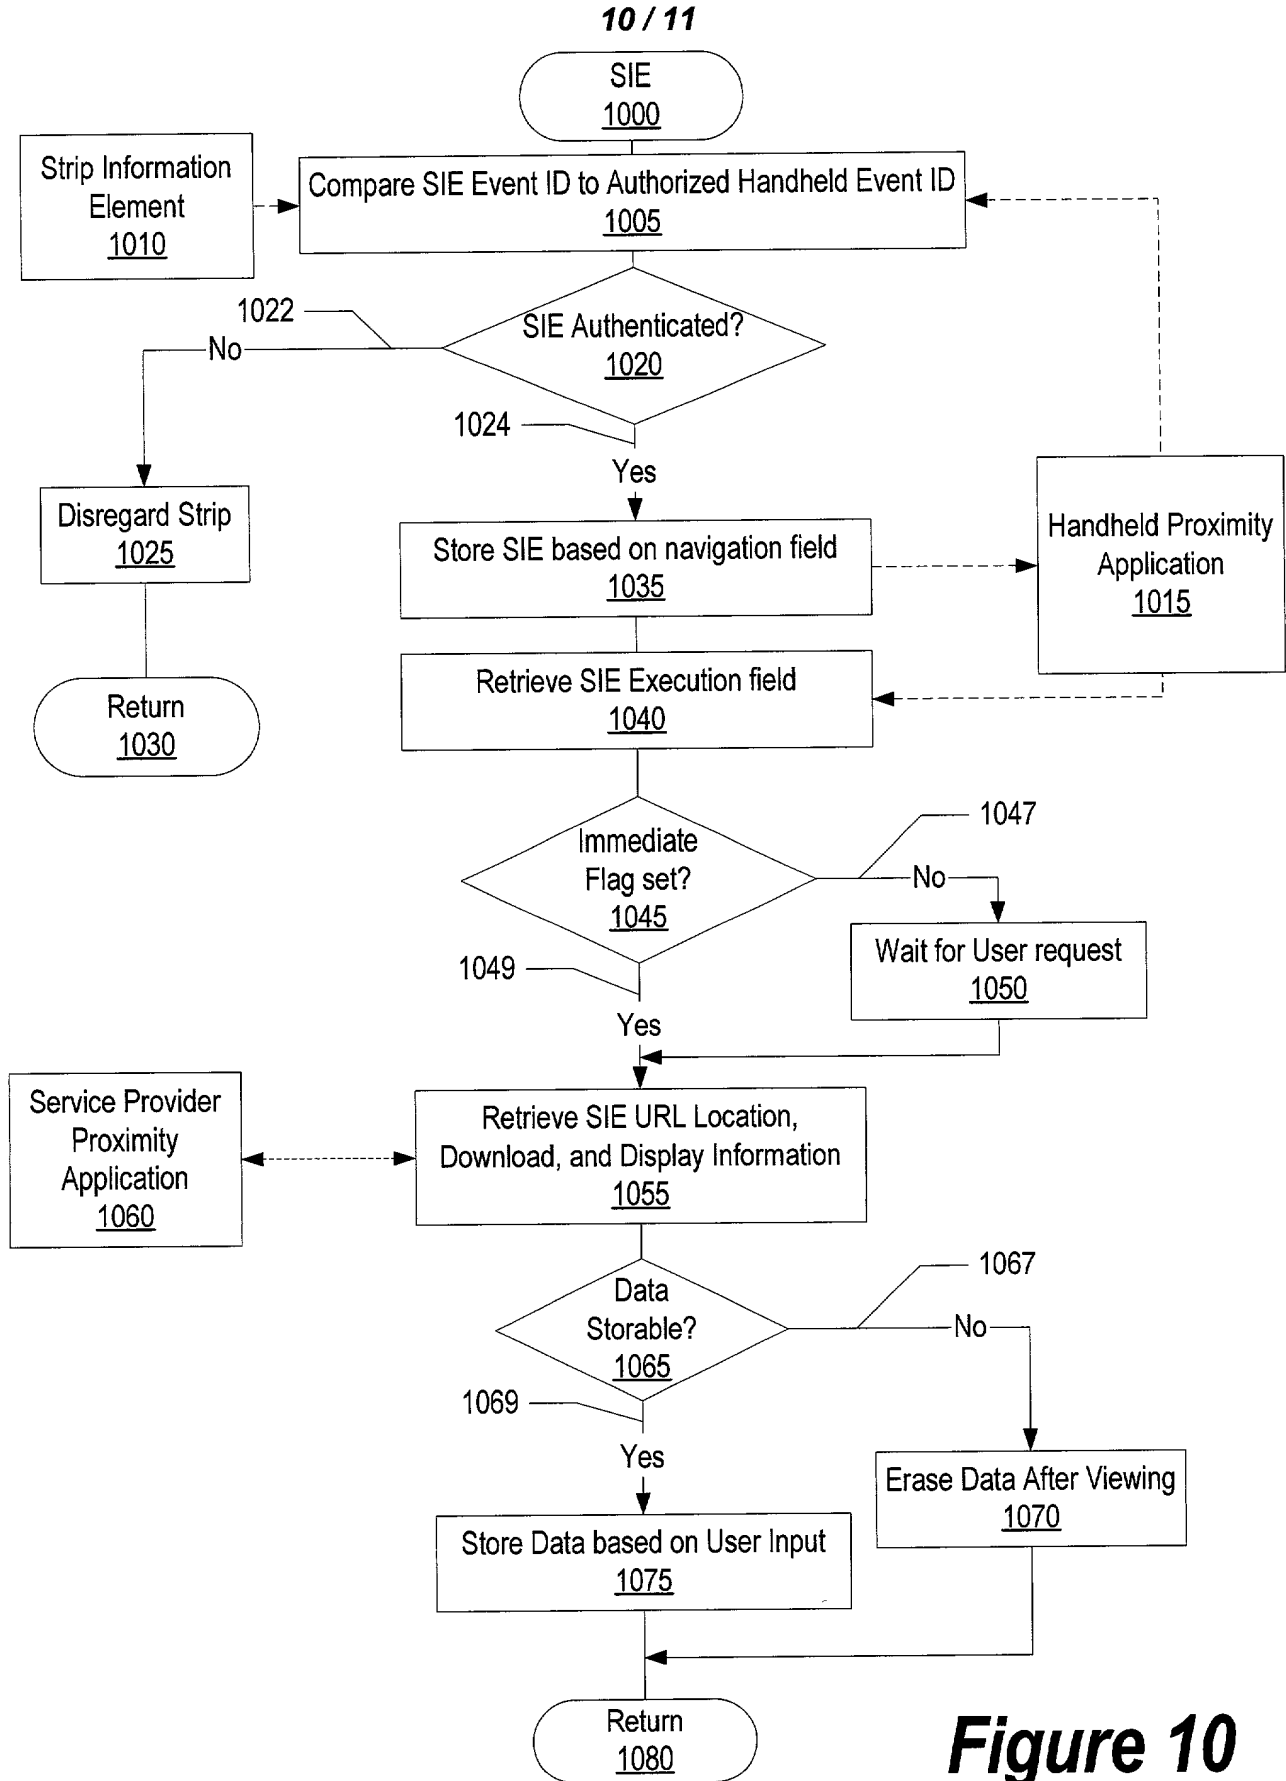 10 / 11
SIE
1000
Strip Information
Element
1010
Compare SIE Event ID to Authorized Handheld Event ID
1005
1022
SIE Authenticated?
1020
No
1024
Yes
Disregard Strip
1025
Handheld Proximity
Application
1015
Store SIE based on navigation field
1035
Return
1030
Retrieve SIE Execution field
1040
1047
Immediate
Flag set?
1045
No
Wait for User request
1050
1049
Yes
Service Provider
Proximity
Application
1060
Retrieve SIE URL Location,
Download, and Display Information
1055
1067
Data
Storable?
1065
No
1069
Yes
Erase Data After Viewing
1070
Store Data based on User Input
1075
Return
1080
Figure 10